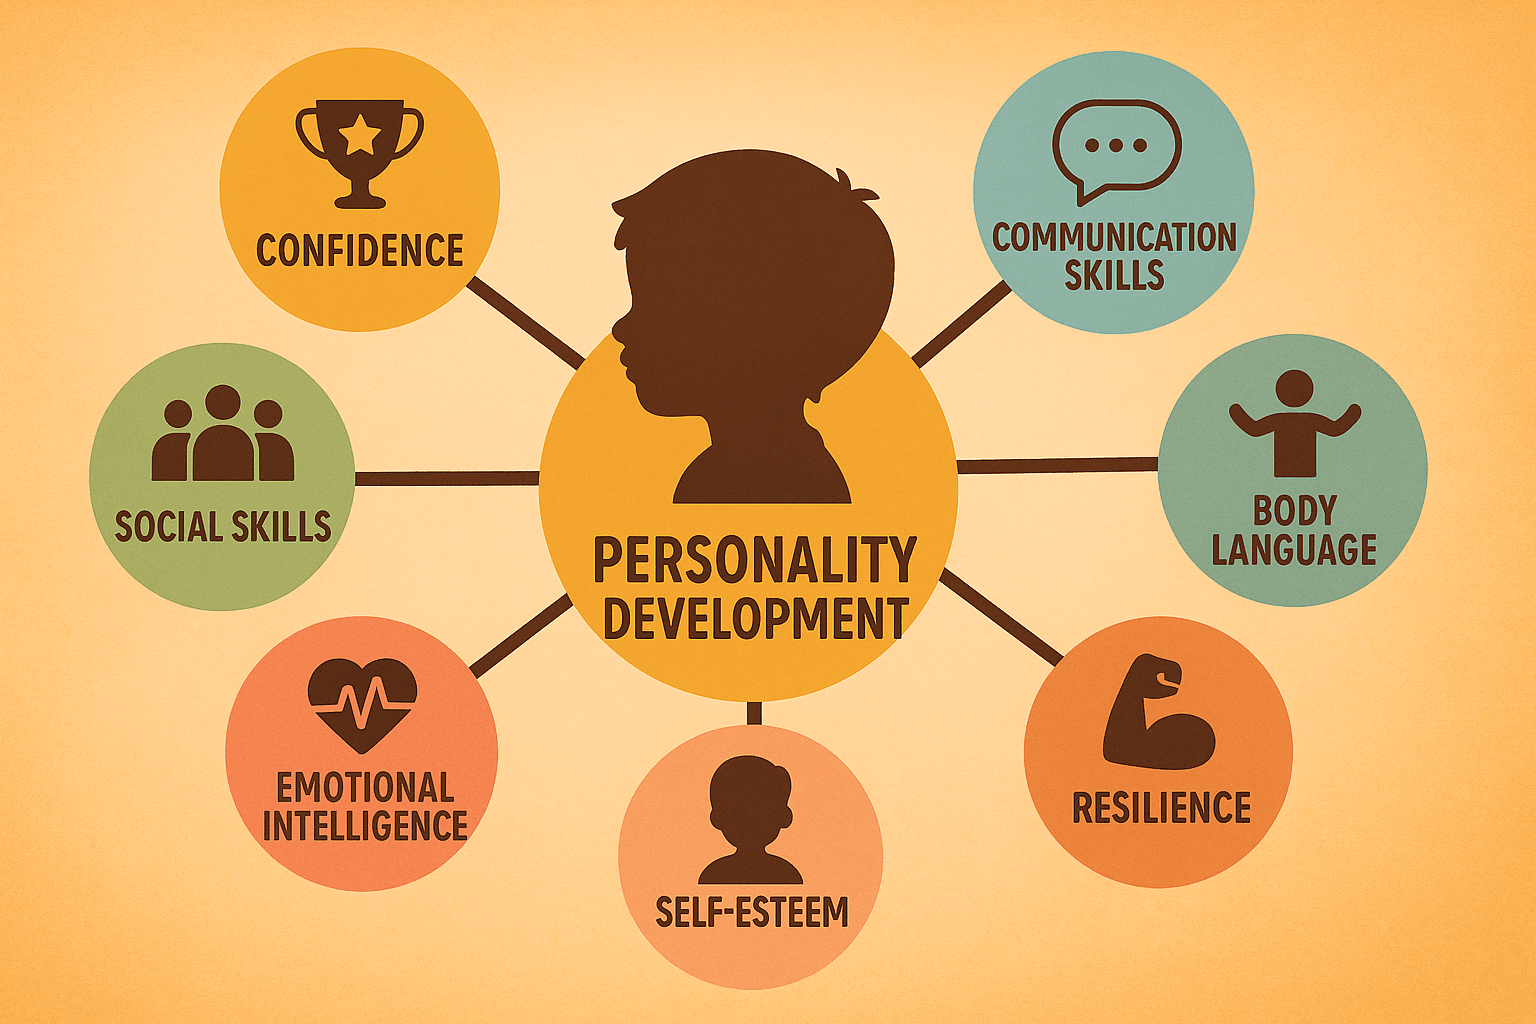 CONFIDENCE
COMMUNICATION
SKILLS
SOCIAL SKILLS
BODY
LANGUAGE
PERSONALITY
DEVELOPMENT
EMOTIONAL
INTELLIGENCE
RESILIENCE
SELF-ESTEEM